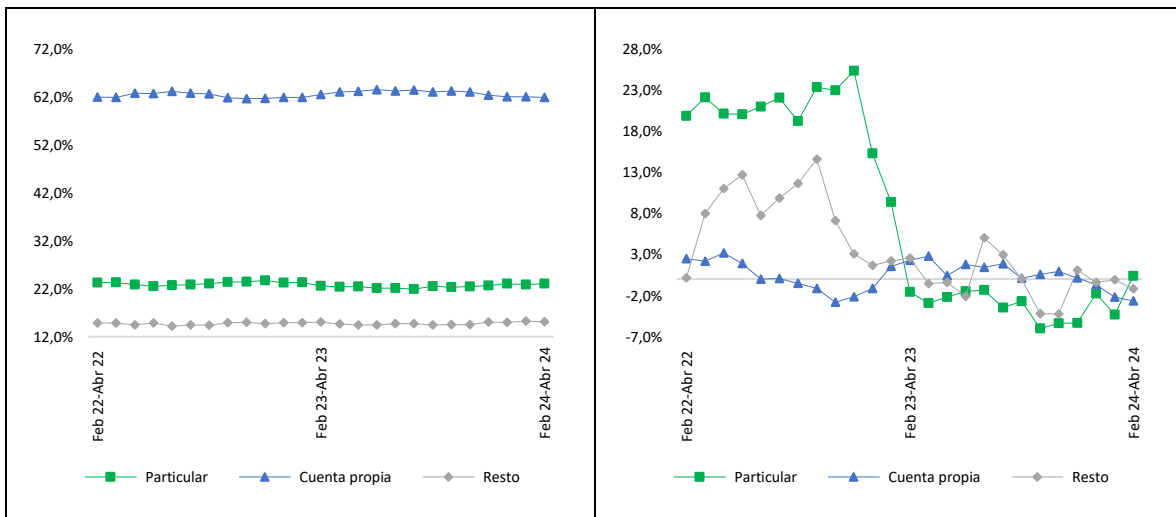 72,0%
62,0%
52,0%
42,0%
32,0%
22,0%
12,0%
Feb 22-Abr 22
Feb 23-Abr 23
Feb 24-Abr 24
Particular
Cuenta propia
Resto
28,0%
23,0%
18,0%
13,0%
8,0%
3,0%
-2,0%
-7,0%
Feb 22-Abr 22
Feb 23-Abr 23
Feb 24-Abr 24
Particular
Cuenta propia
Resto